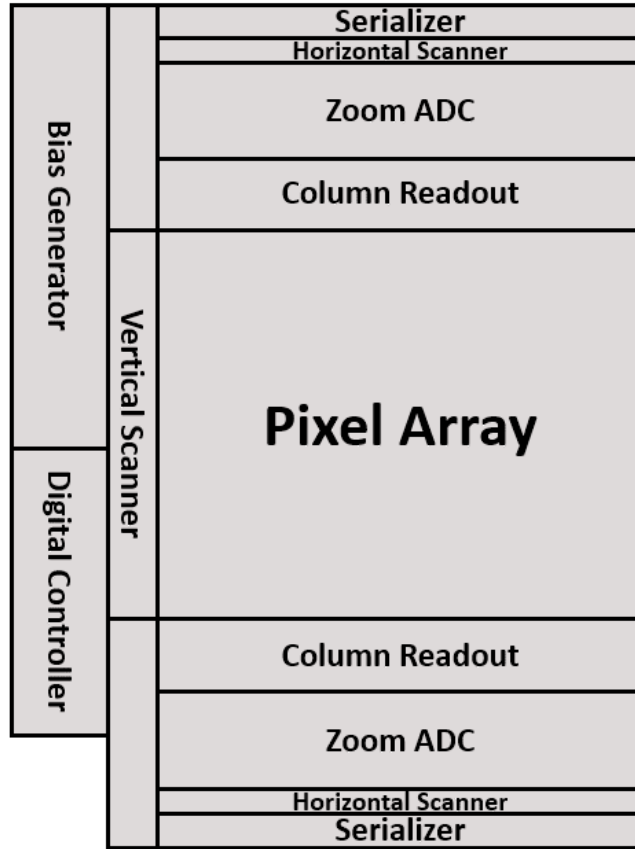 Serializer
Horizontal Scanner
Zoom ADC
Column Readout
Bias Generator
Vertical Scanner
Pixel Array
Digital Controller
Column Readout
Zoom ADC
Horizontal Scanner
Serializer